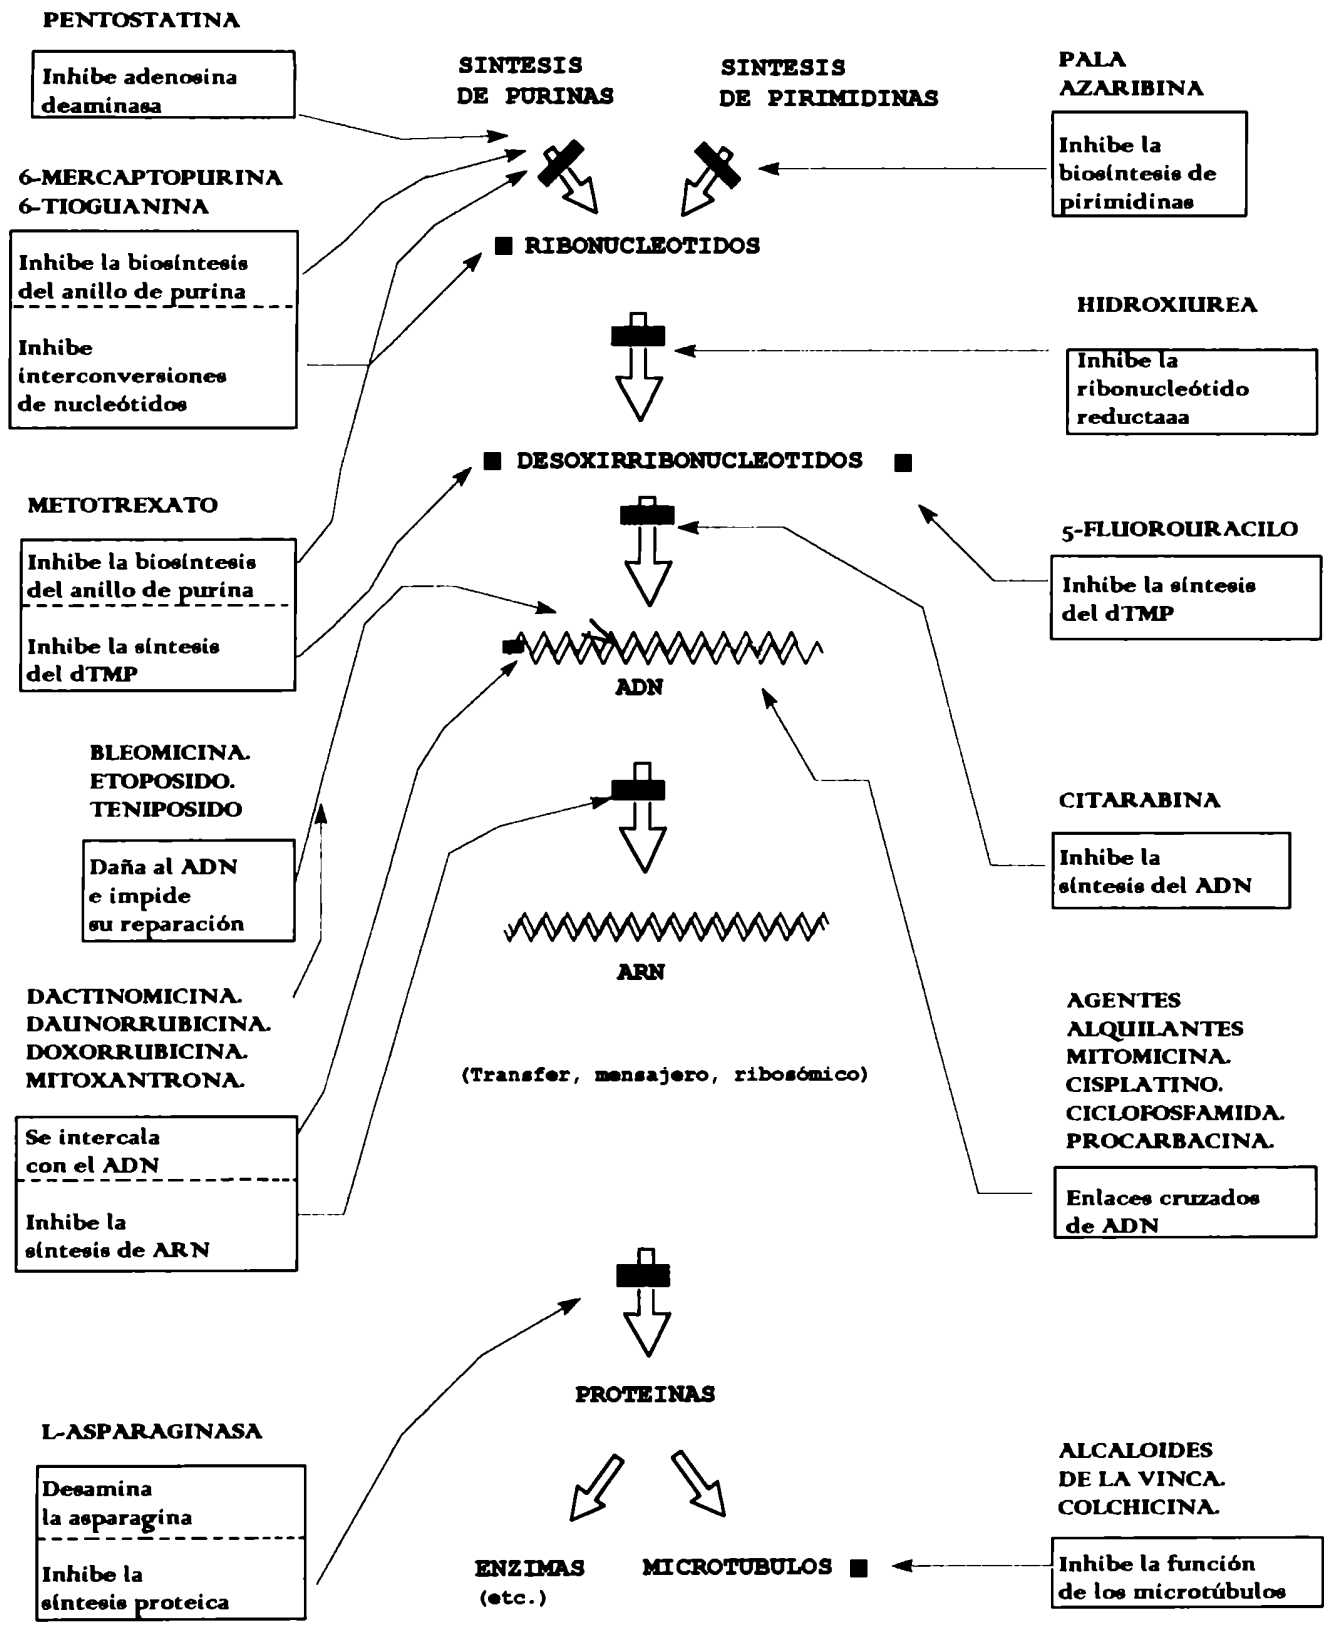 PENTOSTATINA
Inhibe adenosina
deaminasa
SINTESIS
DE PURINAS
SINTESIS
DE PIRIMIDINAS
PALA
AZARIBINA
Inhibe la
biosíntesis de
pirimidinas
6-MERCAPTOPURINA
6-TIOGUANINA
Inhibe la biosíntesis
del anillo de purina
Inhibe
interconversiones
de nucleótidos
RIBONUCLEOTIDOS
HIDROXIUREA
Inhibe la
ribonucleótido
reductaaa
DESOXIRRIBONUCLEOTIDOS
METOTREXATO
Inhibe la biosíntesis
del anillo de purina
Inhibe la síntesis
del dTMP
5-FLUOROURACILO
Inhibe la síntesis
del dTMP
ADN
BLEOMICINA.
ETOPOSIDO.
TENIPOSIDO
Daña al ADN
e impide
su reparación
CITARABINA
Inhibe la
síntesis del ADN
ARN
(Transfer, mensajero, ribosómico)
DACTINOMICINA.
DAUNORRUBICINA.
DOXORRUBICINA.
MITOXANTRONA.
Se intercala
con el ADN
Inhibe la
síntesis de ARN
AGENTES
ALQUILANTES
MITOMICINA.
CISPLATINO.
CICLOFOSFAMIDA.
PROCARBACINA.
Enlaces cruzados
de ADN
PROTEINAS
L-ASPARAGINASA
Desamina
la asparagina
Inhibe la
síntesis proteica
ENZIMAS
(etc.)
MICROTUBULOS
ALCALOIDES
DE LA VINCA.
COLCHICINA.
Inhibe la función
de los microtúbulos